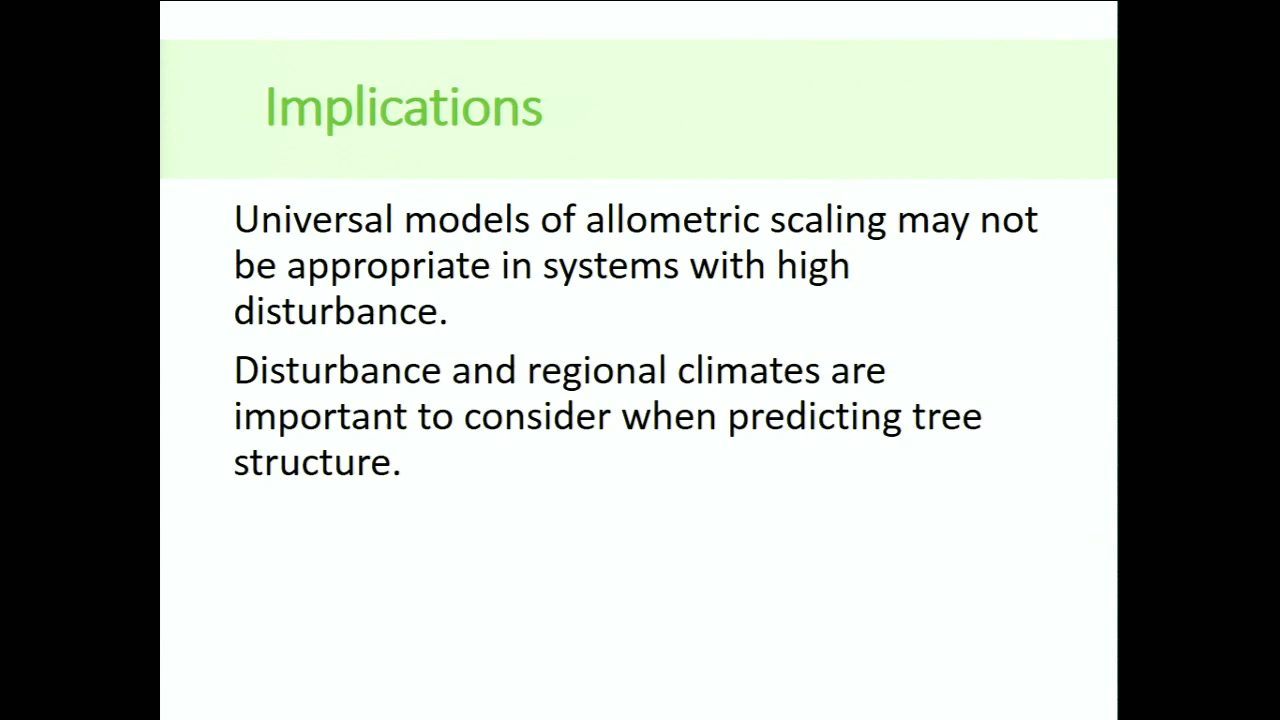 Implications
Universal models of allometric scaling may not
be appropriate in systems with high
disturbance.
Disturbance and regional climates are
important to consider when predicting tree
structure.